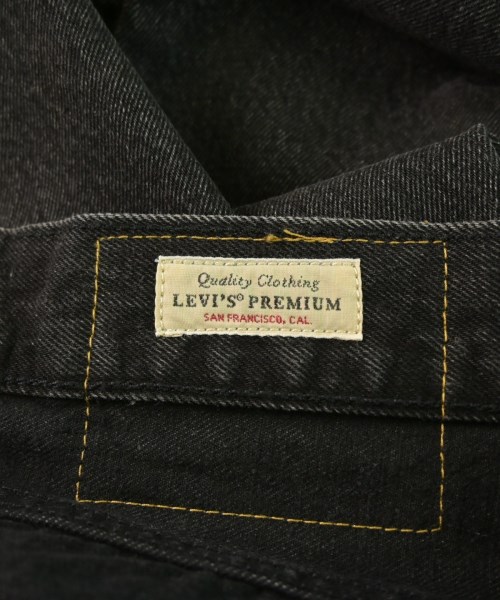 Quality Clothing
LEVI'S® PREMIUM
SAN FRANCISCO, CAL.